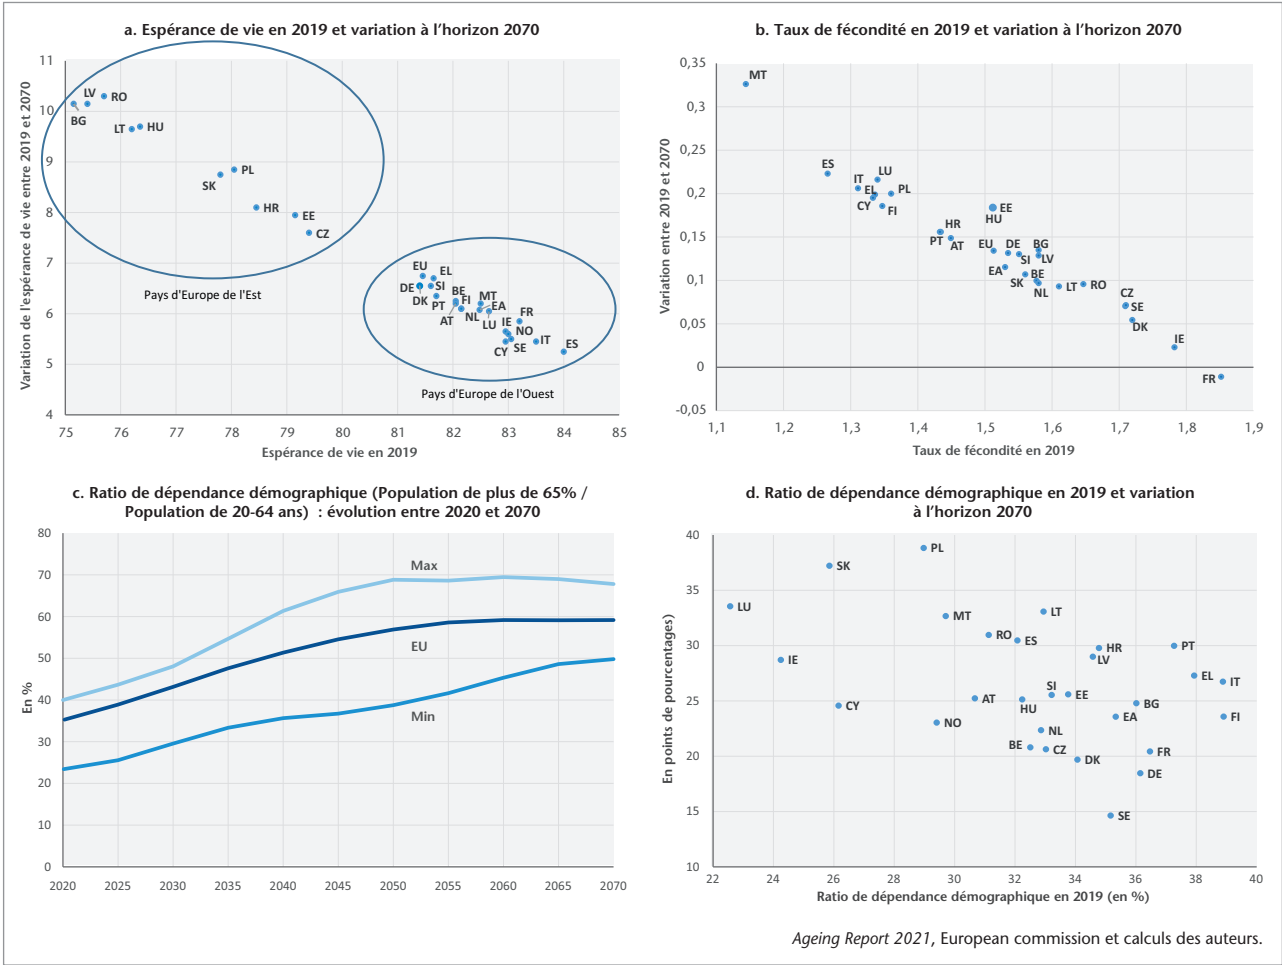 a. Espérance de vie en 2019 et variation à l'horizon 2070
Variation de l'espérance de vie entre 2019 et 2070
11
10
9
8
7
6
5
4
LV
RO
BG
LT
HU
PL
SK
HR
EE
CZ
Pays d'Europe de l'Est
EU
EL
DE
SI
DK
PT
BE
FI
AT
MT
NL
EA
LU
FR
IE
NO
CY
SE
IT
ES
Pays d'Europe de l'Ouest
75 76 77 78 79 80 81 82 83 84 85
Espérance de vie en 2019
b. Taux de fécondité en 2019 et variation à l'horizon 2070
Variation entre 2019 et 2070
0,35
0,3
0,25
0,2
0,15
0,1
0,05
0
-0,05
MT
ES
IT
LU
EL
PL
CY
FI
EE
HU
HR
PT
AT
EU
DE
BG
SI
LV
EA
BE
SK
NL
LT
RO
CZ
SE
DK
IE
FR
1,1 1,2 1,3 1,4 1,5 1,6 1,7 1,8 1,9
Taux de fécondité en 2019
c. Ratio de dépendance démographique (Population de plus de 65% /
Population de 20-64 ans) : évolution entre 2020 et 2070
En %
80
70
60
50
40
30
20
10
0
Max
EU
Min
2020 2025 2030 2035 2040 2045 2050 2055 2060 2065 2070
d. Ratio de dépendance démographique en 2019 et variation
à l'horizon 2070
En points de pourcentages)
40
35
30
25
20
15
10
PL
SK
LU
MT
LT
RO
ES
HR
LV
PT
IE
EL
IT
SI
EE
AT
HU
BG
CY
EA
FI
NO
NL
BE
CZ
FR
DK
DE
SE
22 24 26 28 30 32 34 36 38 40
Ratio de dépendance démographique en 2019 (en %)
Ageing Report 2021, European commission et calculs des auteurs.